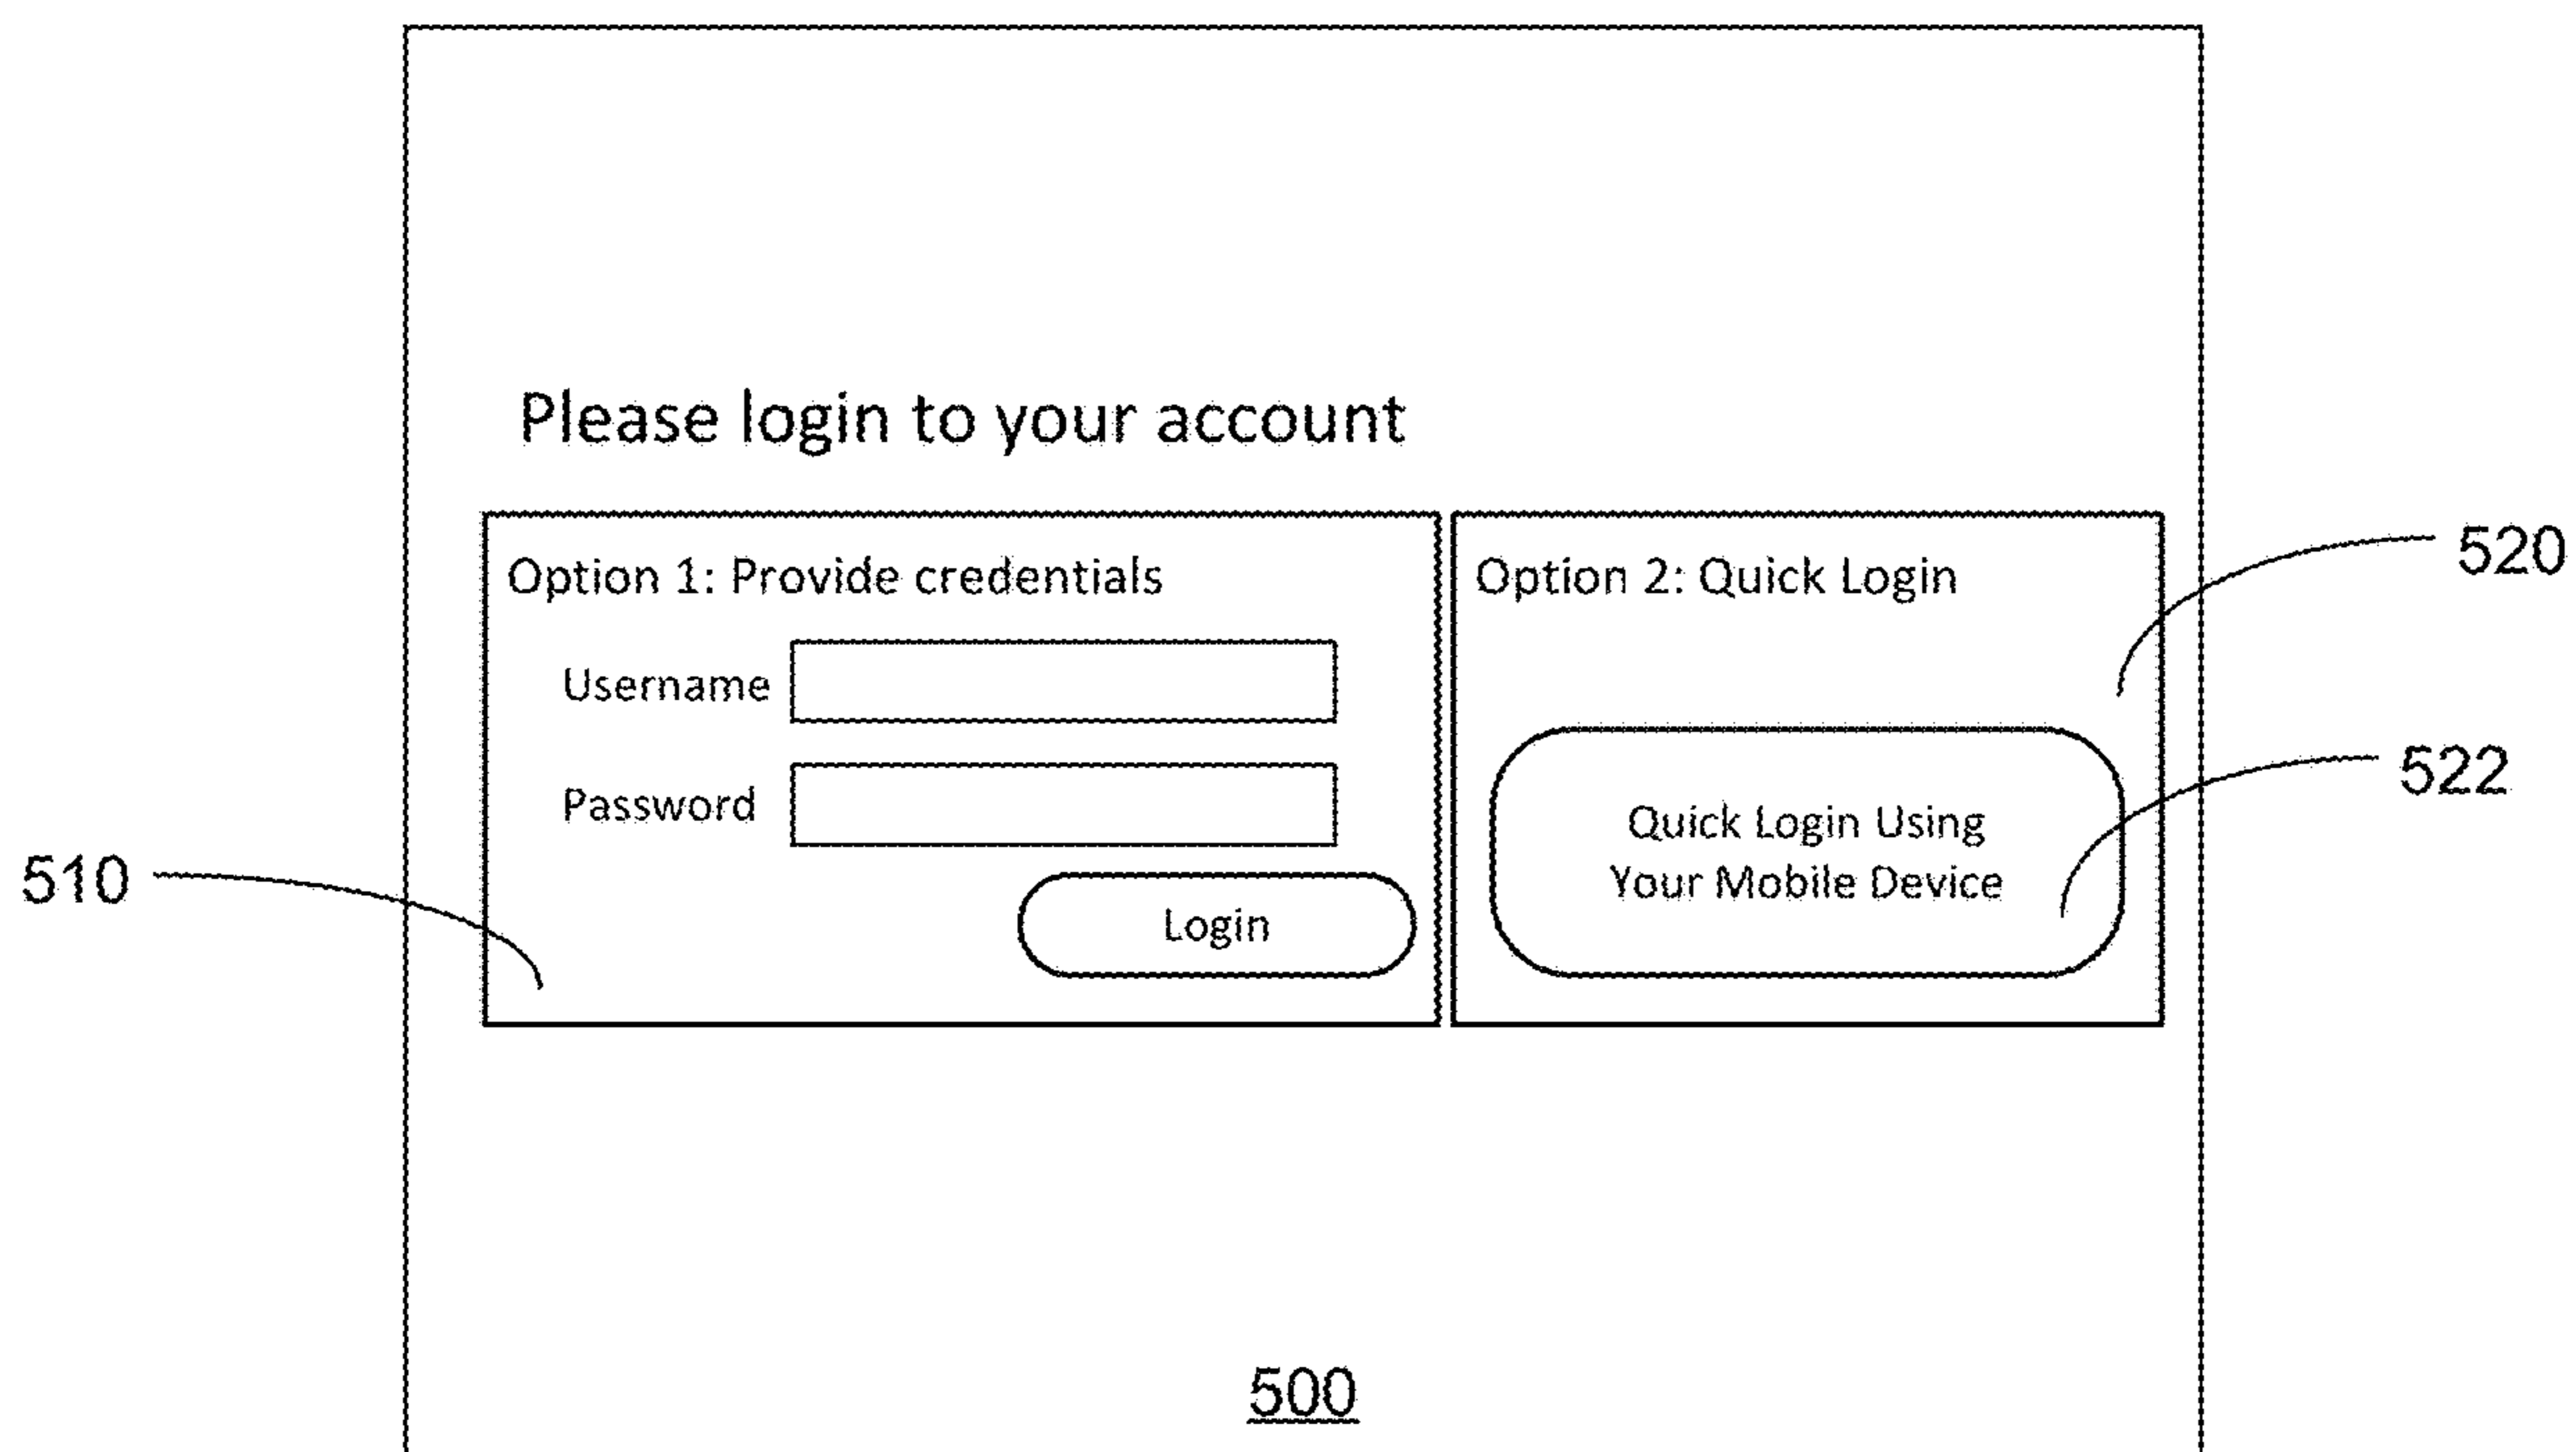 Please login to your account
Option 1: Provide credentials
Username
Password
Login
510
Option 2: Quick Login
Quick Login Using
Your Mobile Device
520
522
500